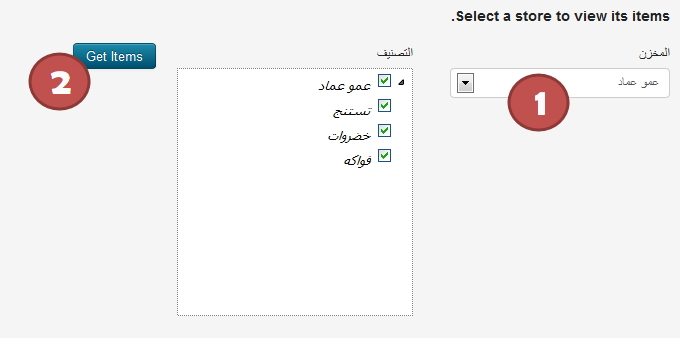 .Select a store to view its items
المخزن
عمو عماد
1
التصنيف
عمو عماد
تستنج
خضروات
فواكه
Get Items
2